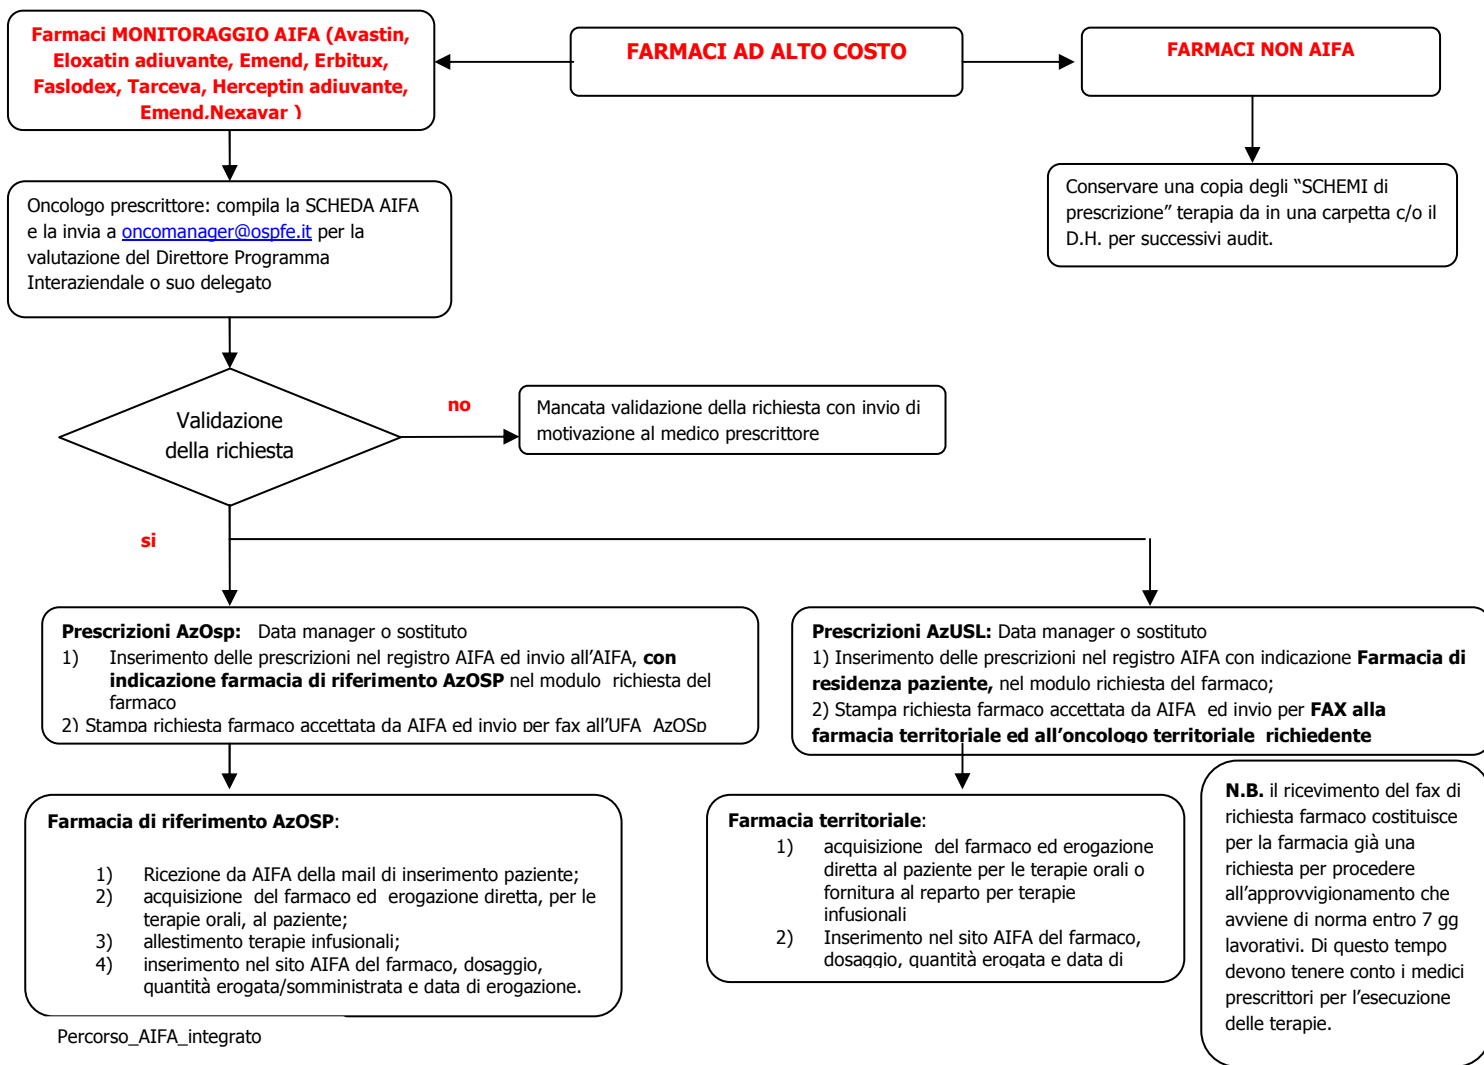 Farmaci MONITORAGGIO AIFA (Avastin,
Eloxatin adiuvante, Emend, Erbitux,
Faslodex, Tarceva, Herceptin adiuvante,
Emend,Nexavar )
FARMACI AD ALTO COSTO
FARMACI NON AIFA
Oncologo prescrittore: compila la SCHEDA AIFA
e la invia a oncomanager@ospfe.it per la
valutazione del Direttore Programma
Interaziendale o suo delegato
Conservare una copia degli “SCHEMI di
prescrizione” terapia da in una carpetta c/o il
D.H. per successivi audit.
Validazione
della richiesta
no
Mancata validazione della richiesta con invio di
motivazione al medico prescrittore
si
Prescrizioni AzOsp: Data manager o sostituto
1) Inserimento delle prescrizioni nel registro AIFA ed invio all’AIFA, con
indicazione farmacia di riferimento AzOSP nel modulo richiesta del
farmaco
2) Stampa richiesta farmaco accettata da AIFA ed invio per fax all’UFA AzOSp
Prescrizioni AzUSL: Data manager o sostituto
1) Inserimento delle prescrizioni nel registro AIFA con indicazione Farmacia di
residenza paziente, nel modulo richiesta del farmaco;
2) Stampa richiesta farmaco accettata da AIFA ed invio per FAX alla
farmacia territoriale ed all’oncologo territoriale richiedente
Farmacia di riferimento AzOSP:
1) Ricezione da AIFA della mail di inserimento paziente;
2) acquisizione del farmaco ed erogazione diretta, per le
terapie orali, al paziente;
3) allestimento terapie infusionali;
4) inserimento nel sito AIFA del farmaco, dosaggio,
quantità erogata/somministrata e data di erogazione.
Farmacia territoriale:
1) acquisizione del farmaco ed erogazione
diretta al paziente per le terapie orali o
fornitura al reparto per terapie
infusionali
2) Inserimento nel sito AIFA del farmaco,
dosaggio, quantità erogata e data di
N.B. il ricevimento del fax di
richiesta farmaco costituisce
per la farmacia già una
richiesta per procedere
all’approvvigionamento che
avviene di norma entro 7 gg
lavorativi. Di questo tempo
devono tenere conto i medici
prescrittori per l’esecuzione
delle terapie.
Percorso_AIFA_integrato